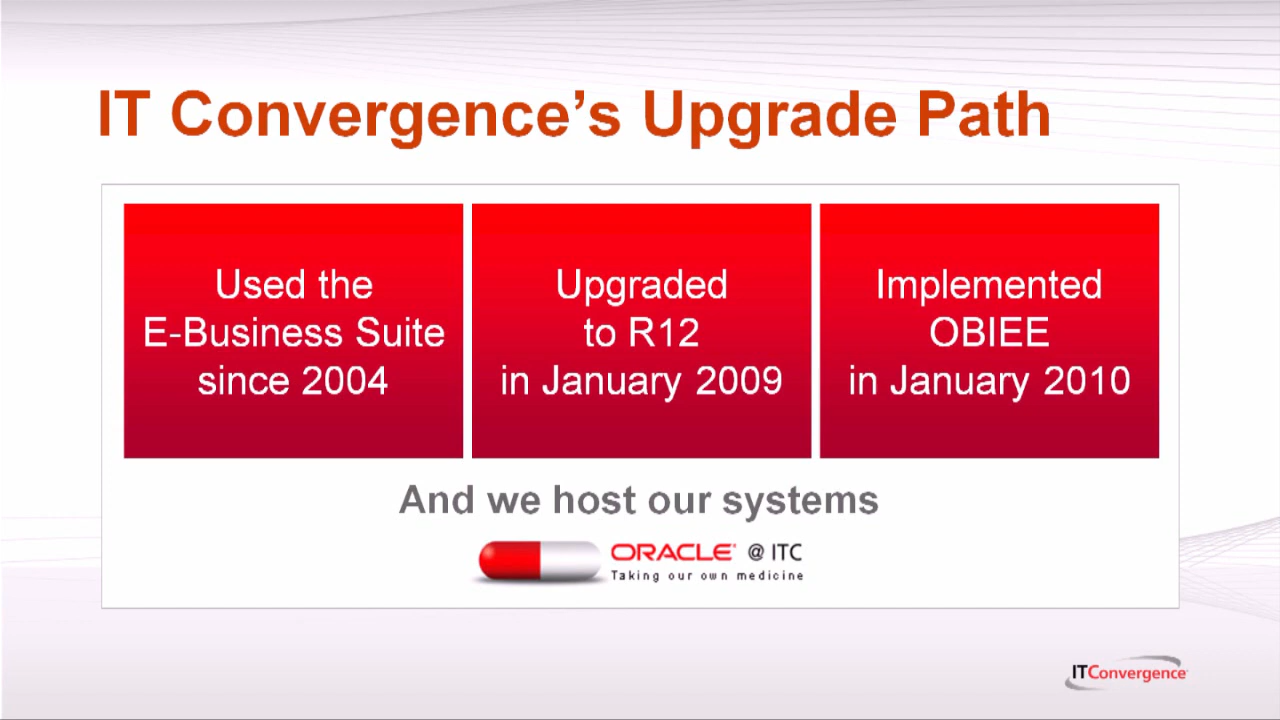 IT Convergence’s Upgrade Path
Used the
E-Business Suite
since 2004
Upgraded
to R12
in January 2009
Implemented
OBIEE
in January 2010
And we host our systems
ORACLE® @ ITC
Taking our own medicine
ITConvergence®